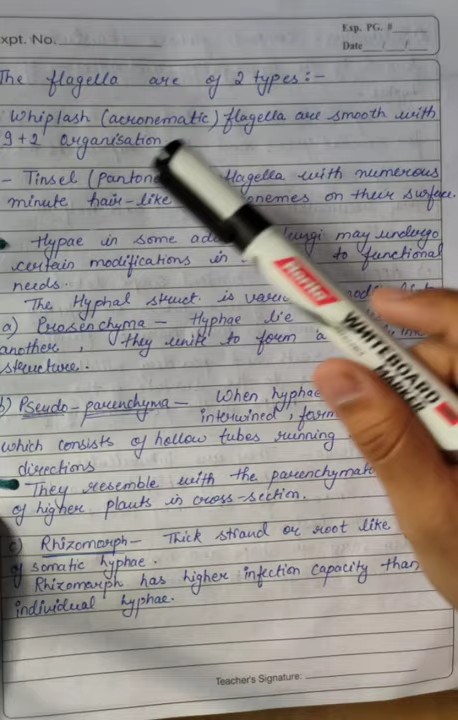 Exp. PG. #
xpt. No.
Date / /
The flagella are of 2 types:-
Whiplash (acronematic) flagella are smooth with
9+2 organisation.
- Tinsel flagella with numerous
minute hair-like on their surface.
Hypae in some fungi may undergo
certain modifications in to functional
needs.
The Hyphal struct. is
a) Prosenchyma - Hyphae lie
another, they unite to form a
structure.
b) Pseudo-parenchyma - When hyphae
intertwined, form
which consists of hollow tubes running
directions
They resemble with the
of higher plants in cross-section.
c) Rhizomorph - Thick strand or root like
of somatic hyphae.
Rhizomorph has higher infection capacity than
individual hyphae.
Teacher's Signature:
WHITEBOARD
MARKER